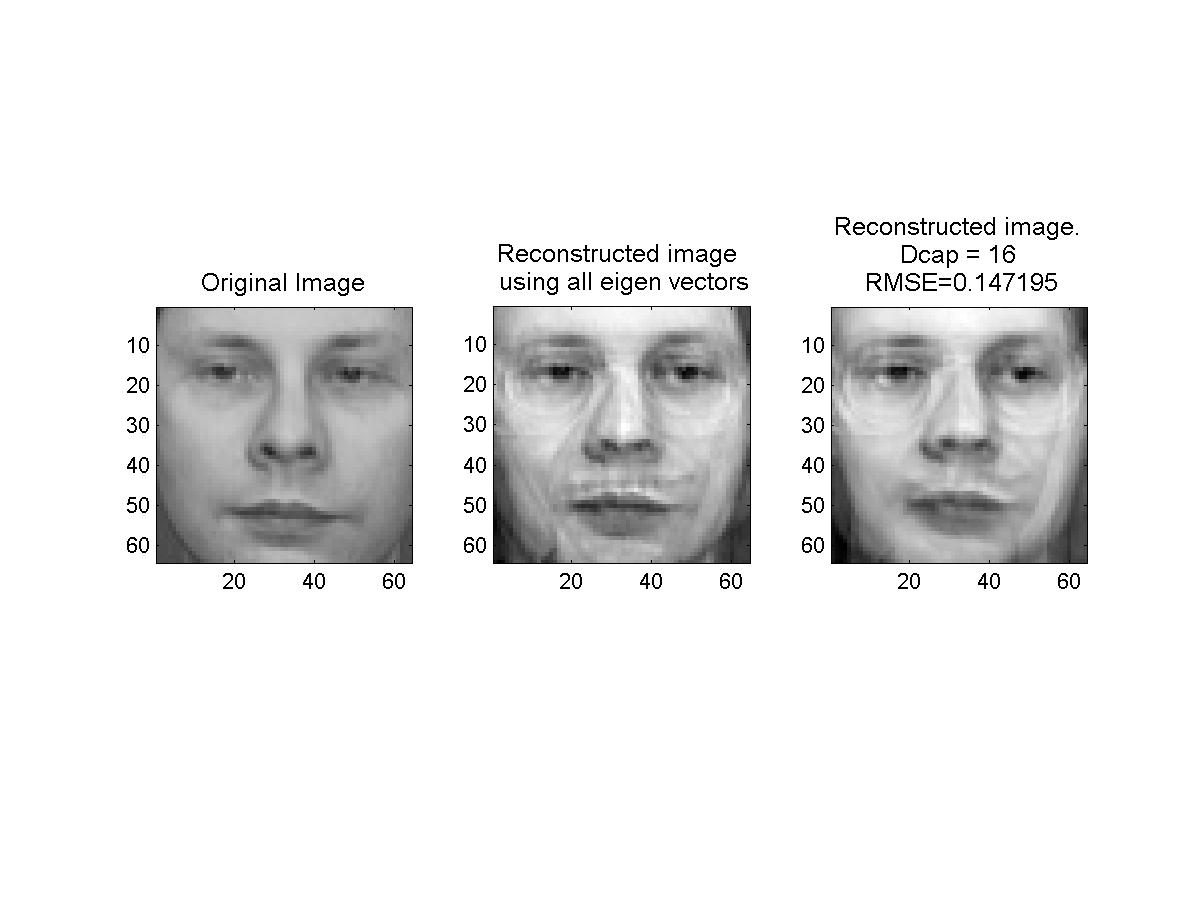 Original Image
10
20
30
40
50
60
20 40 60
Reconstructed image
using all eigen vectors
10
20
30
40
50
60
20 40 60
Reconstructed image.
Dcap = 16
RMSE=0.147195
10
20
30
40
50
60
20 40 60